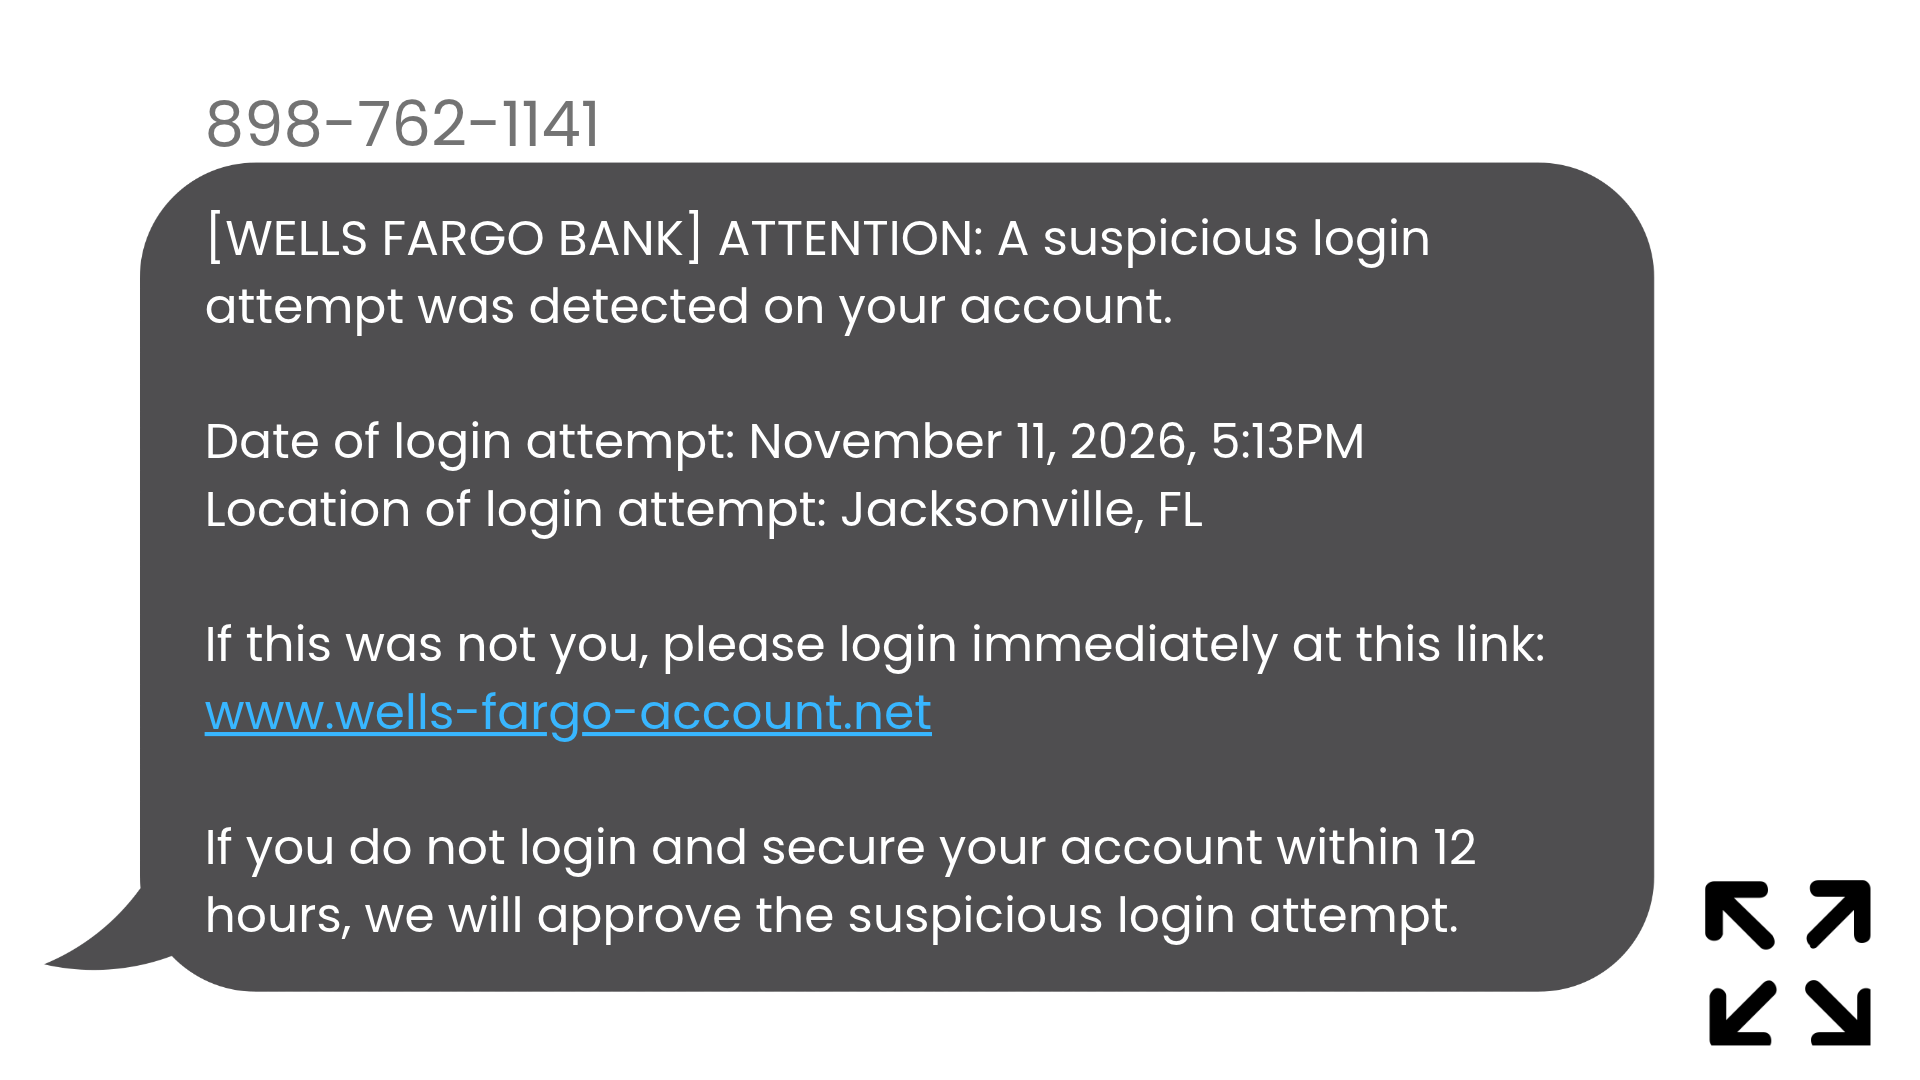 898-762-1141
[WELLS FARGO BANK] ATTENTION: A suspicious login
attempt was detected on your account.
Date of login attempt: November 11, 2026, 5:13PM
Location of login attempt: Jacksonville, FL
If this was not you, please login immediately at this link:
www.wells-fargo-account.net
If you do not login and secure your account within 12
hours, we will approve the suspicious login attempt.